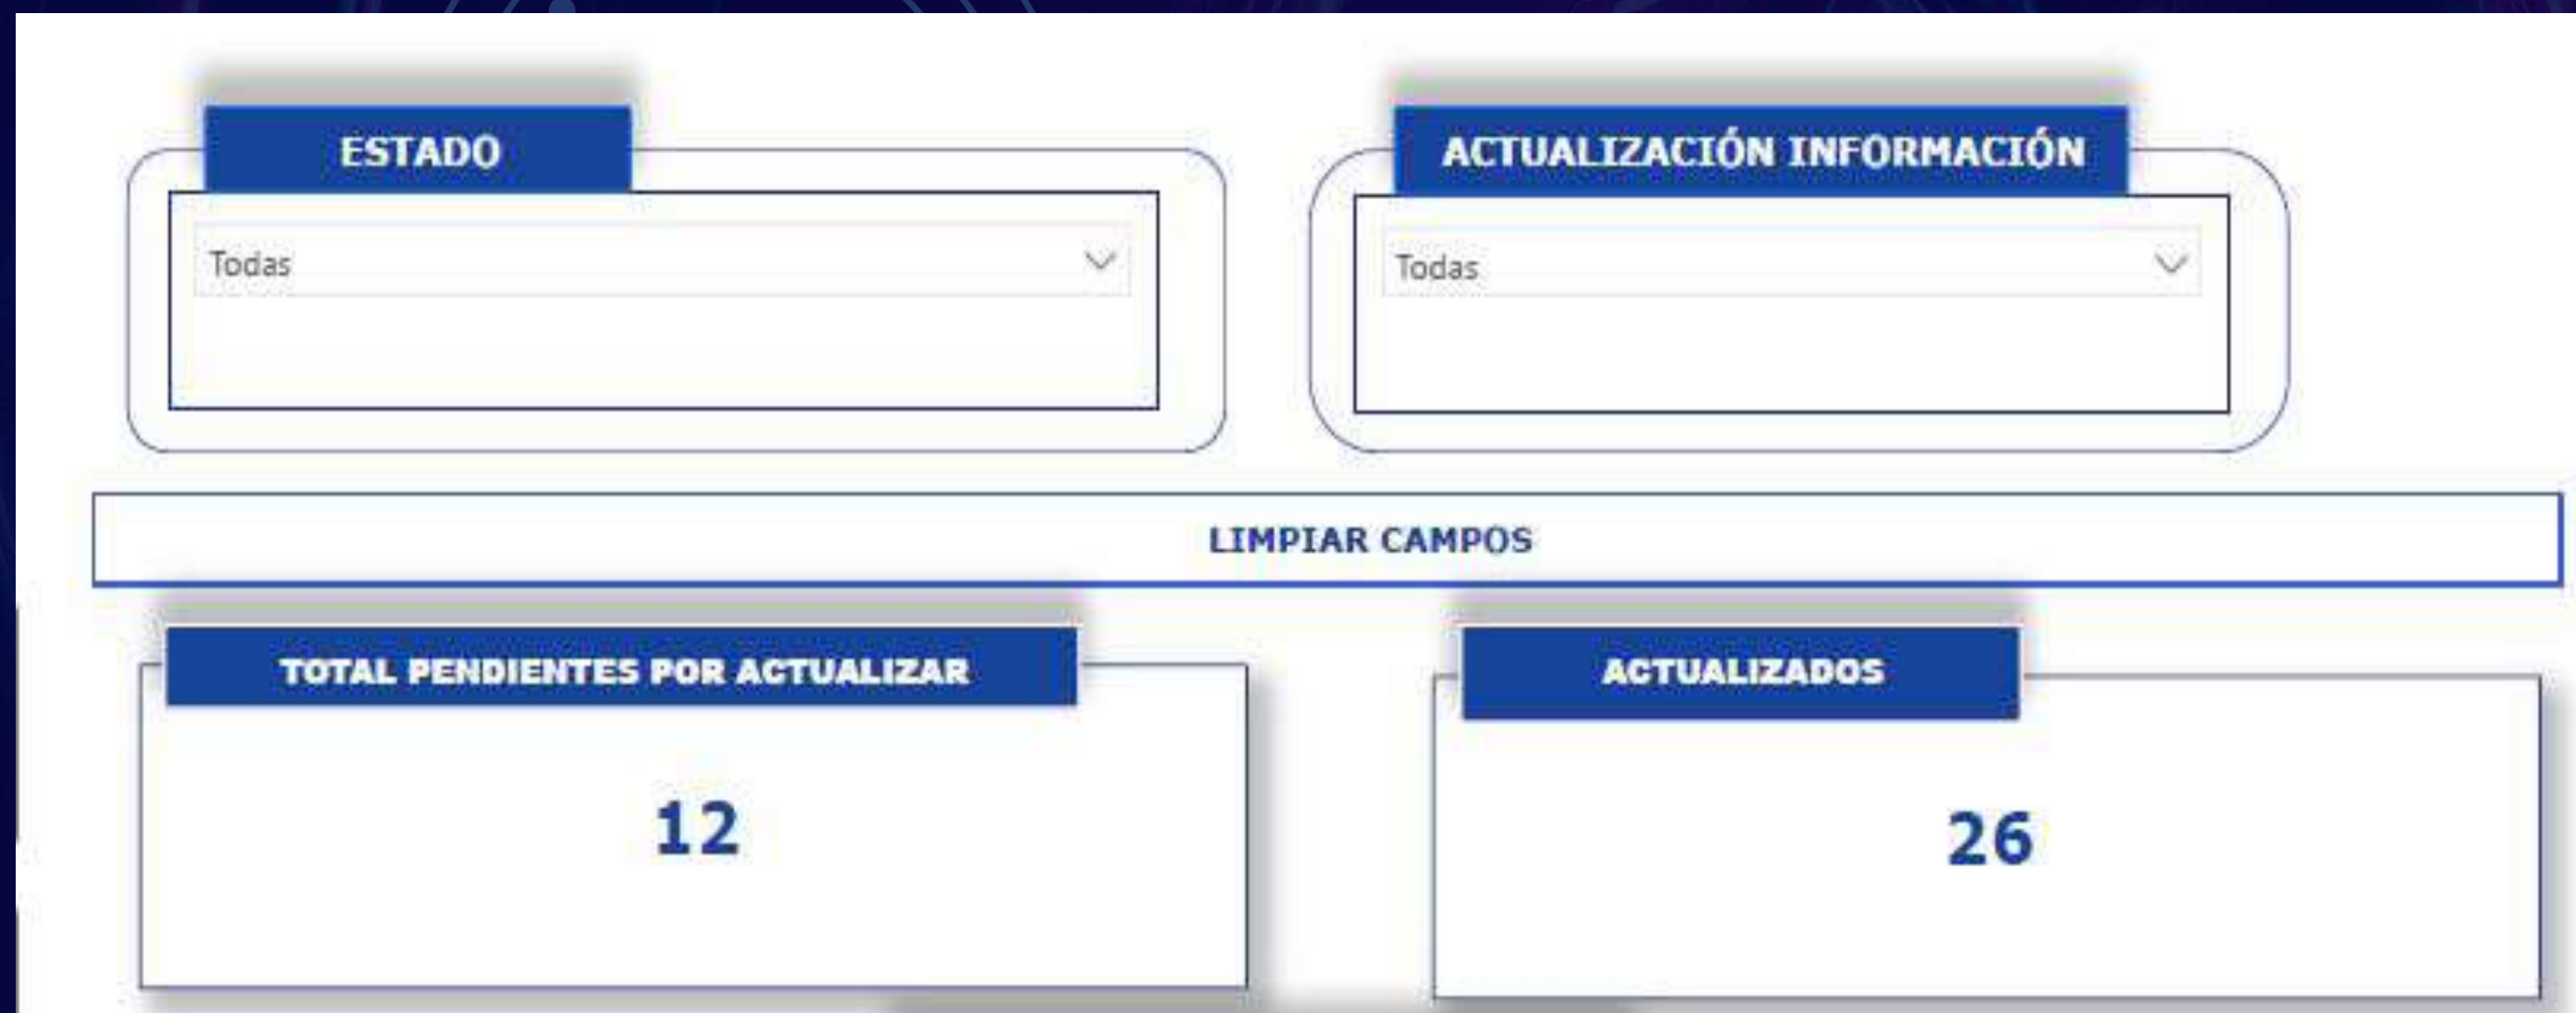 ESTADO
ACTUALIZACIÓN INFORMACIÓN
Todas
Todas
LIMPIAR CAMPOS
TOTAL PENDIENTES POR ACTUALIZAR
ACTUALIZADOS
12
26